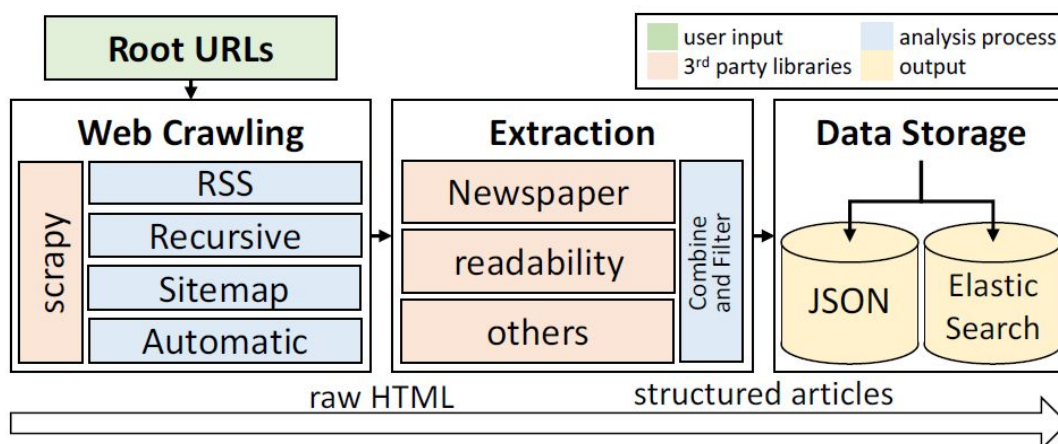 Root URLs
user input
analysis process
3rd party libraries
output
Web Crawling
scrapy
RSS
Recursive
Sitemap
Automatic
Extraction
Newspaper
readability
others
Combine
and Filter
Data Storage
JSON
Elastic
Search
raw HTML
structured articles